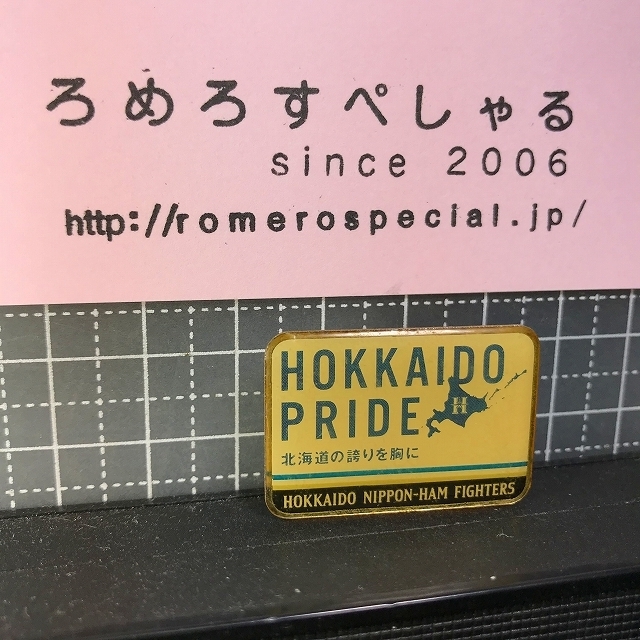 ろめろすぺしゃる
since 2006
http://romerospecial.jp/
HOKKAIDO
PRIDE
H
北海道の誇りを胸に
HOKKAIDO NIPPON-HAM FIGHTERS